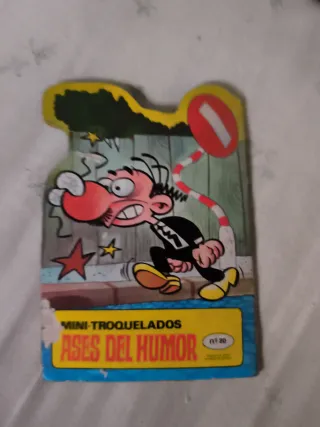 MINI-TROQUELADOS
ASES DEL HUMOR